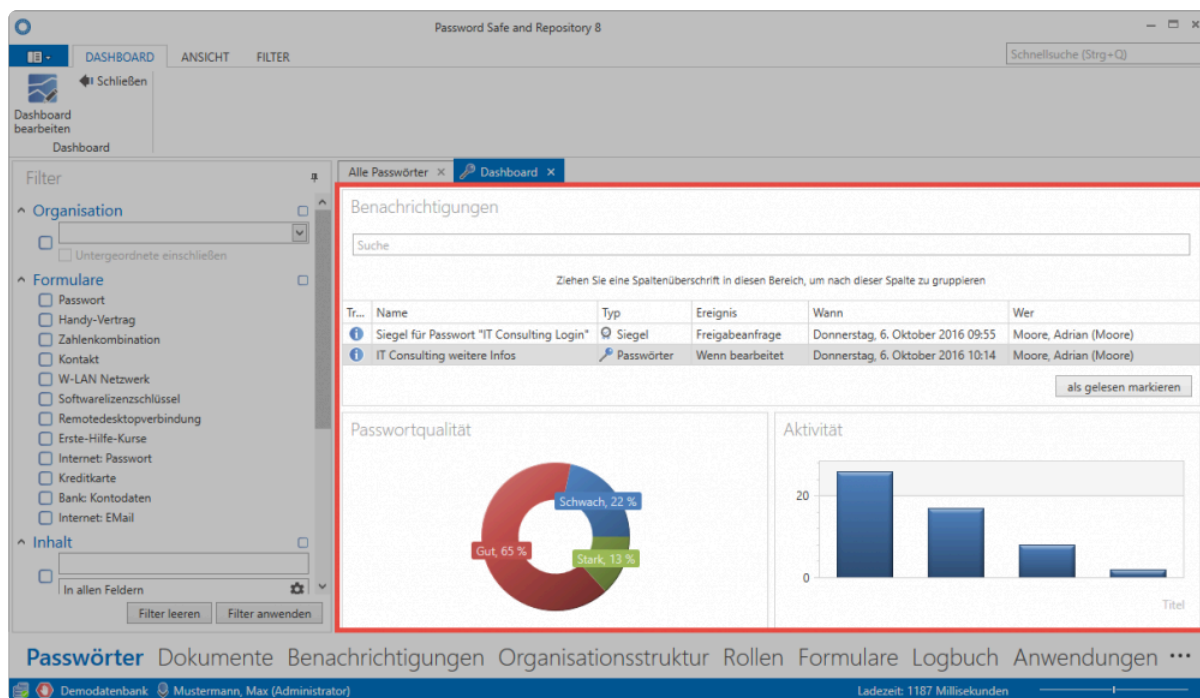 Password Safe and Repository 8
DASHBOARD ANSICHT FILTER
Schnellsuche (Strg+Q)
Schließen
Dashboard
bearbeiten
Dashboard
Filter
Organisation
Untergeordnete einschließen
Formulare
Passwort
Handy-Vertrag
Zahlenkombination
Kontakt
W-LAN Netzwerk
Softwarelizenzschlüssel
Remotedesktopverbindung
Erste-Hilfe-Kurse
Internet: Passwort
Kreditkarte
Bank: Kontodaten
Internet: EMail
Inhalt
In allen Feldern
Filter leeren Filter anwenden
Alle Passwörter Dashboard
Benachrichtigungen
Suche
Ziehen Sie eine Spaltenüberschrift in diesen Bereich, um nach dieser Spalte zu gruppieren
Tr... Name Typ Ereignis Wann Wer
Siegel für Passwort "IT Consulting Login" Siegel Freigabeanfrage Donnerstag, 6. Oktober 2016 09:55 Moore, Adrian (Moore)
IT Consulting weitere Infos Passwörter Wenn bearbeitet Donnerstag, 6. Oktober 2016 10:14 Moore, Adrian (Moore)
als gelesen markieren
Passwortqualität
Schwach, 22 %
Gut, 65 %
Stark, 13 %
Aktivität
20
0
Titel
Passwörter Dokumente Benachrichtigungen Organisationsstruktur Rollen Formulare Logbuch Anwendungen •••
Demodatenbank Mustermann, Max (Administrator) Ladezeit: 1187 Millisekunden